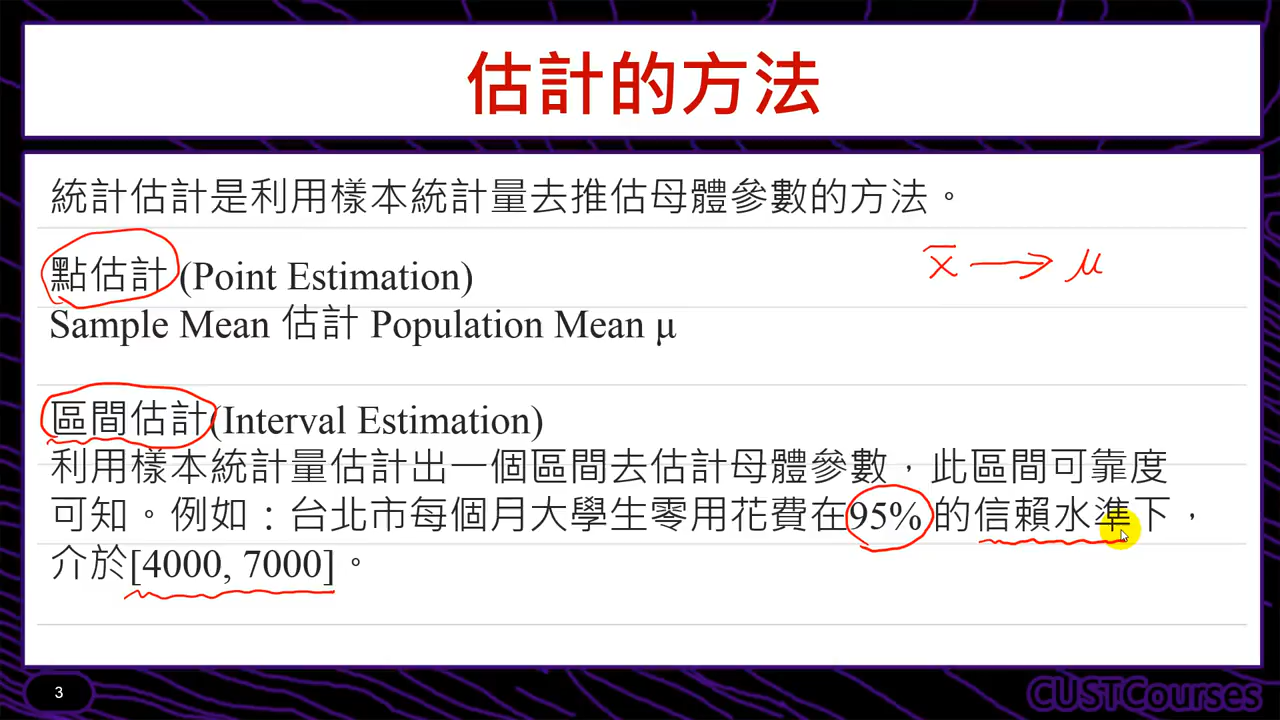 估計的方法
統計估計是利用樣本統計量去推估母體參數的方法。
點估計 (Point Estimation)
x̄ → μ
Sample Mean 估計 Population Mean μ
區間估計(Interval Estimation)
利用樣本統計量估計出一個區間去估計母體參數，此區間可靠度
可知。例如：台北市每個月大學生零用花費在95%的信賴水準下，
介於[4000, 7000]。
3
CUSTCourses